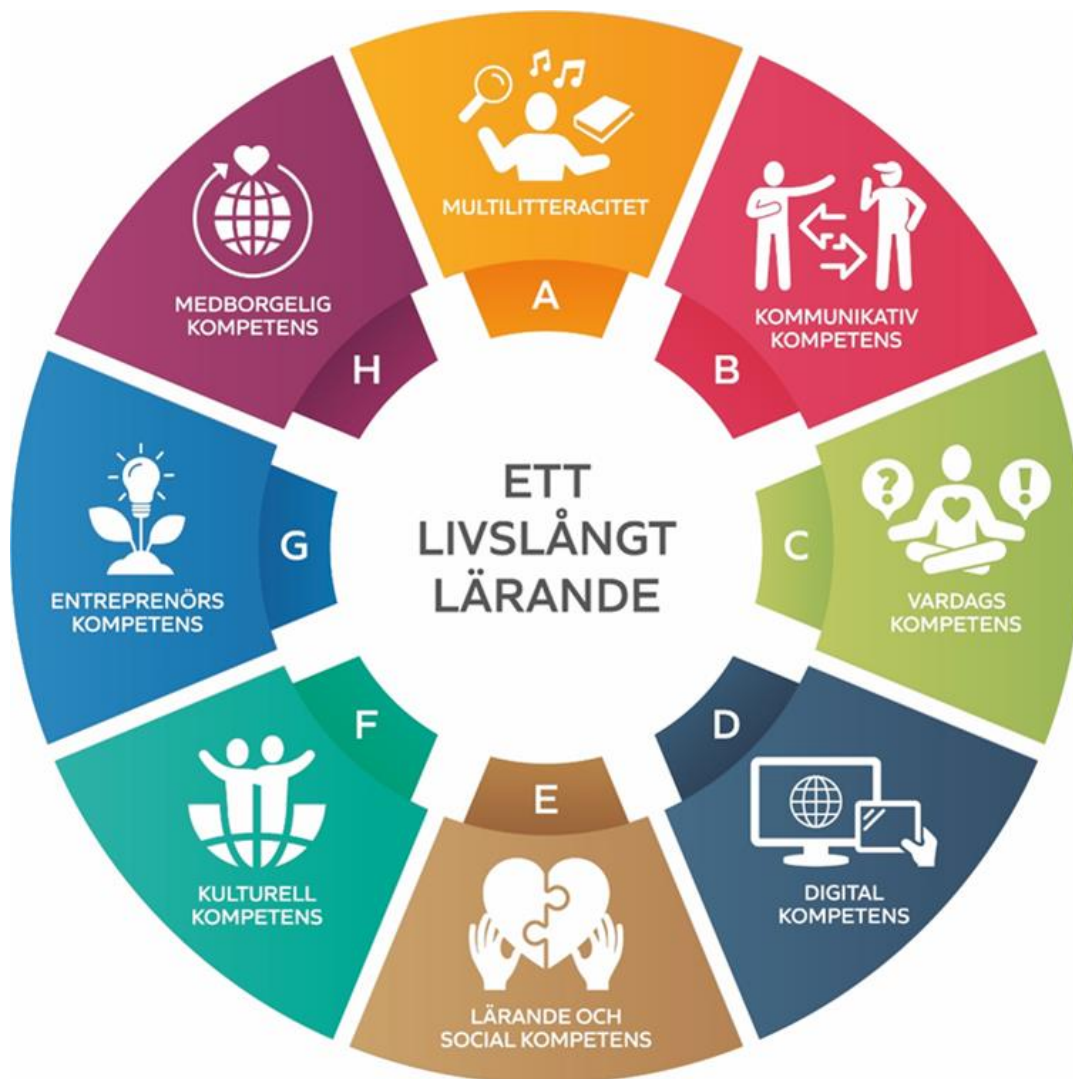 MULTILITTERACITET
A
KOMMUNIKATIV
KOMPETENS
B
VARDAGS
KOMPETENS
C
DIGITAL
KOMPETENS
D
LÄRANDE OCH
SOCIAL KOMPETENS
E
KULTURELL
KOMPETENS
F
ENTREPRENÖRS
KOMPETENS
G
MEDBORGELIG
KOMPETENS
H
ETT
LIVSLÅNGT
LÄRANDE
?
!